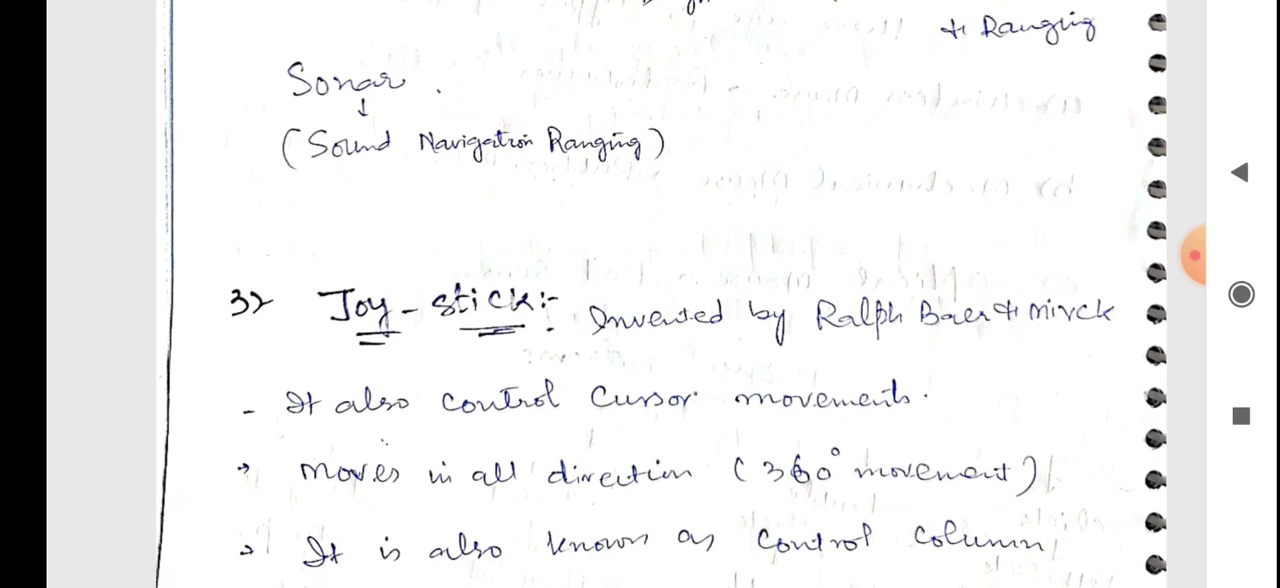 & Ranging
Sonar.
↓
(Sound Navigation Ranging)
3) Joy-stick:- Invented by Ralph Baer & Mirck
- It also control cursor movements.
→ moves in all direction (360° movement)
→ It is also known as control column